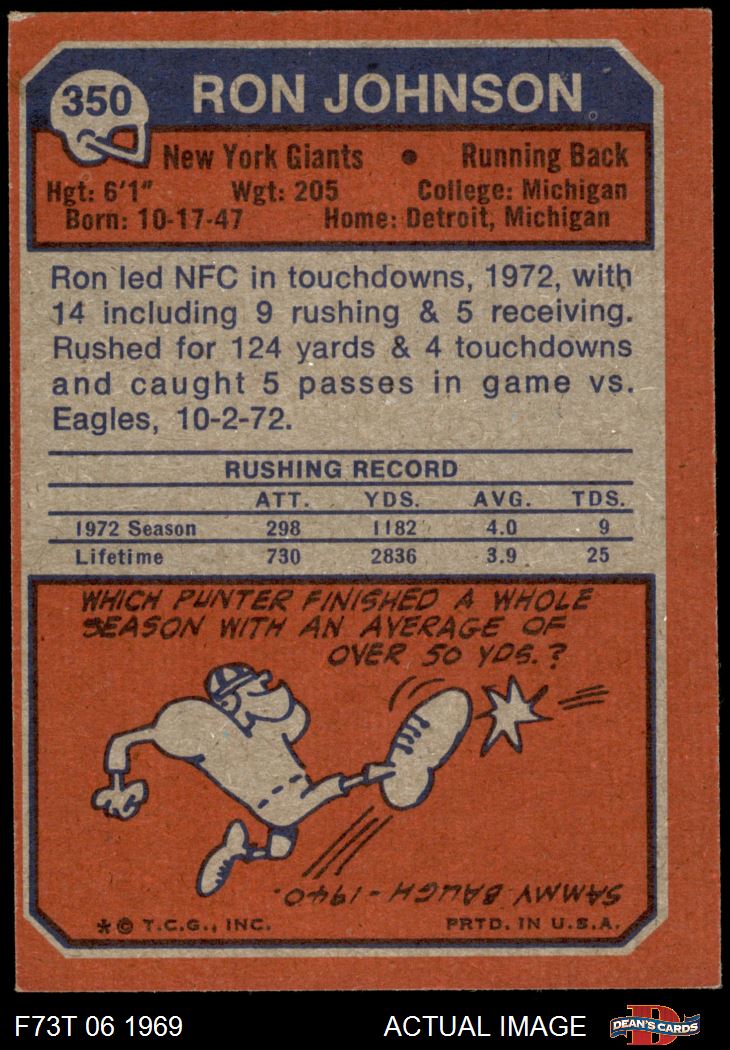 350
RON JOHNSON
New York Giants • Running Back
Hgt: 6'1" Wgt: 205 College: Michigan
Born: 10-17-47 Home: Detroit, Michigan
Ron led NFC in touchdowns, 1972, with
14 including 9 rushing & 5 receiving.
Rushed for 124 yards & 4 touchdowns
and caught 5 passes in game vs.
Eagles, 10-2-72.
RUSHING RECORD
ATT. YDS. AVG. TDS.
1972 Season 298 1182 4.0 9
Lifetime 730 2836 3.9 25
WHICH PUNTER FINISHED A WHOLE
SEASON WITH AN AVERAGE OF
OVER 50 YDS.?
SAMMY BAUGH - 1940.
* © T.C.G., INC. PRTD. IN U.S.A.
F73T 06 1969 ACTUAL IMAGE
D
DEAN'S CARDS